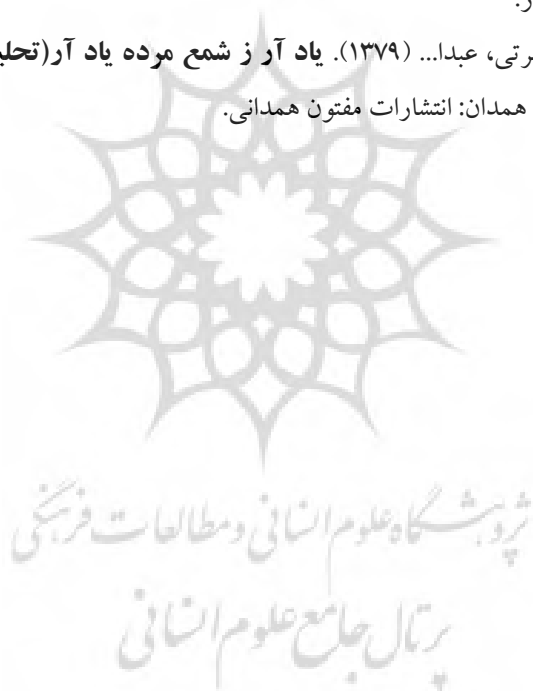 ر.
رتی، عبدا... (۱۳۷۹). یاد آر ز شمع مرده یاد آر(تحلی
همدان: انتشارات مفتون همدانی.
پژوهشگاه علوم انسانی و مطالعات فرهنگی
پرتال جامع علوم انسانی